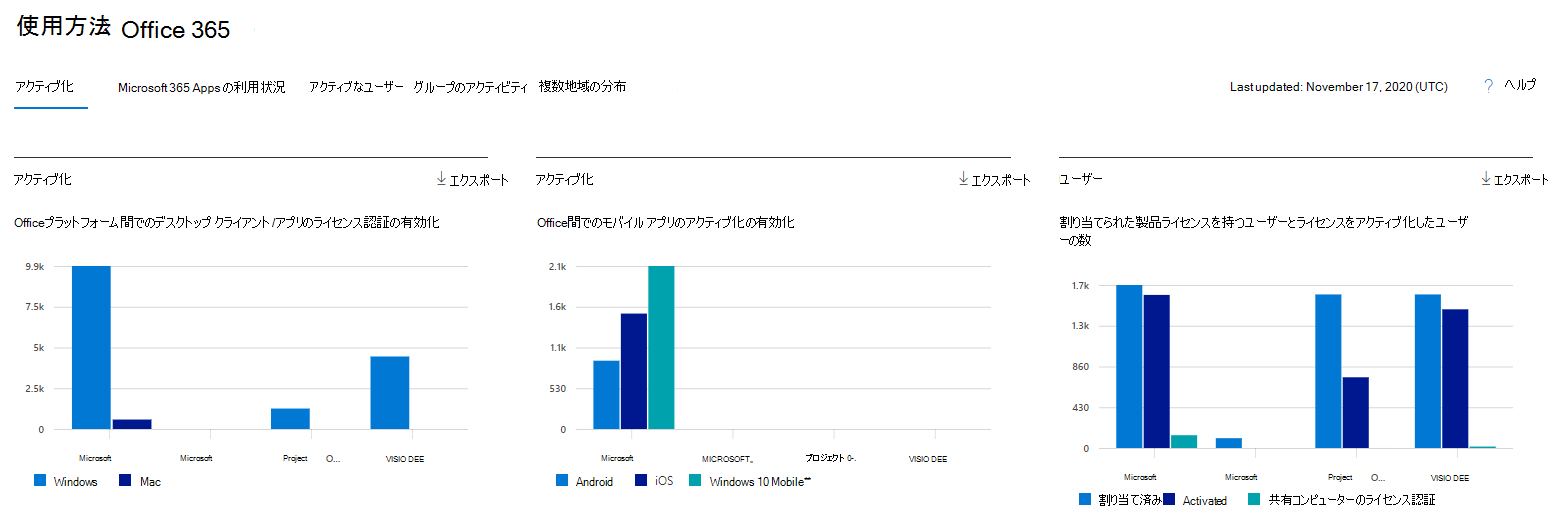 使用方法 Office 365
アクティブ化 Microsoft 365 Apps の利用状況 アクティブなユーザー グループのアクティビティ 複数地域の分布 Last updated: November 17, 2020 (UTC) ? ヘルプ
アクティブ化 エクスポート
Officeプラットフォーム間でのデスクトップ クライアント/アプリのライセンス認証の有効化
9.9k
7.5k
5k
2.5k
0
Microsoft Microsoft Project O... VISIO DEE
Windows Mac
アクティブ化 エクスポート
Office間でのモバイル アプリのアクティブ化の有効化
2.1k
1.6k
1.1k
530
0
Microsoft MICROSOFT.. プロジェクト O-. VISIO DEE
Android iOS Windows 10 Mobile**
ユーザー エクスポート
割り当てられた製品ライセンスを持つユーザーとライセンスをアクティブ化したユーザ
ーの数
1.7k
1.3k
860
430
0
Microsoft Microsoft Project O... VISIO DEE
割り当て済み Activated 共有コンピューターのライセンス認証